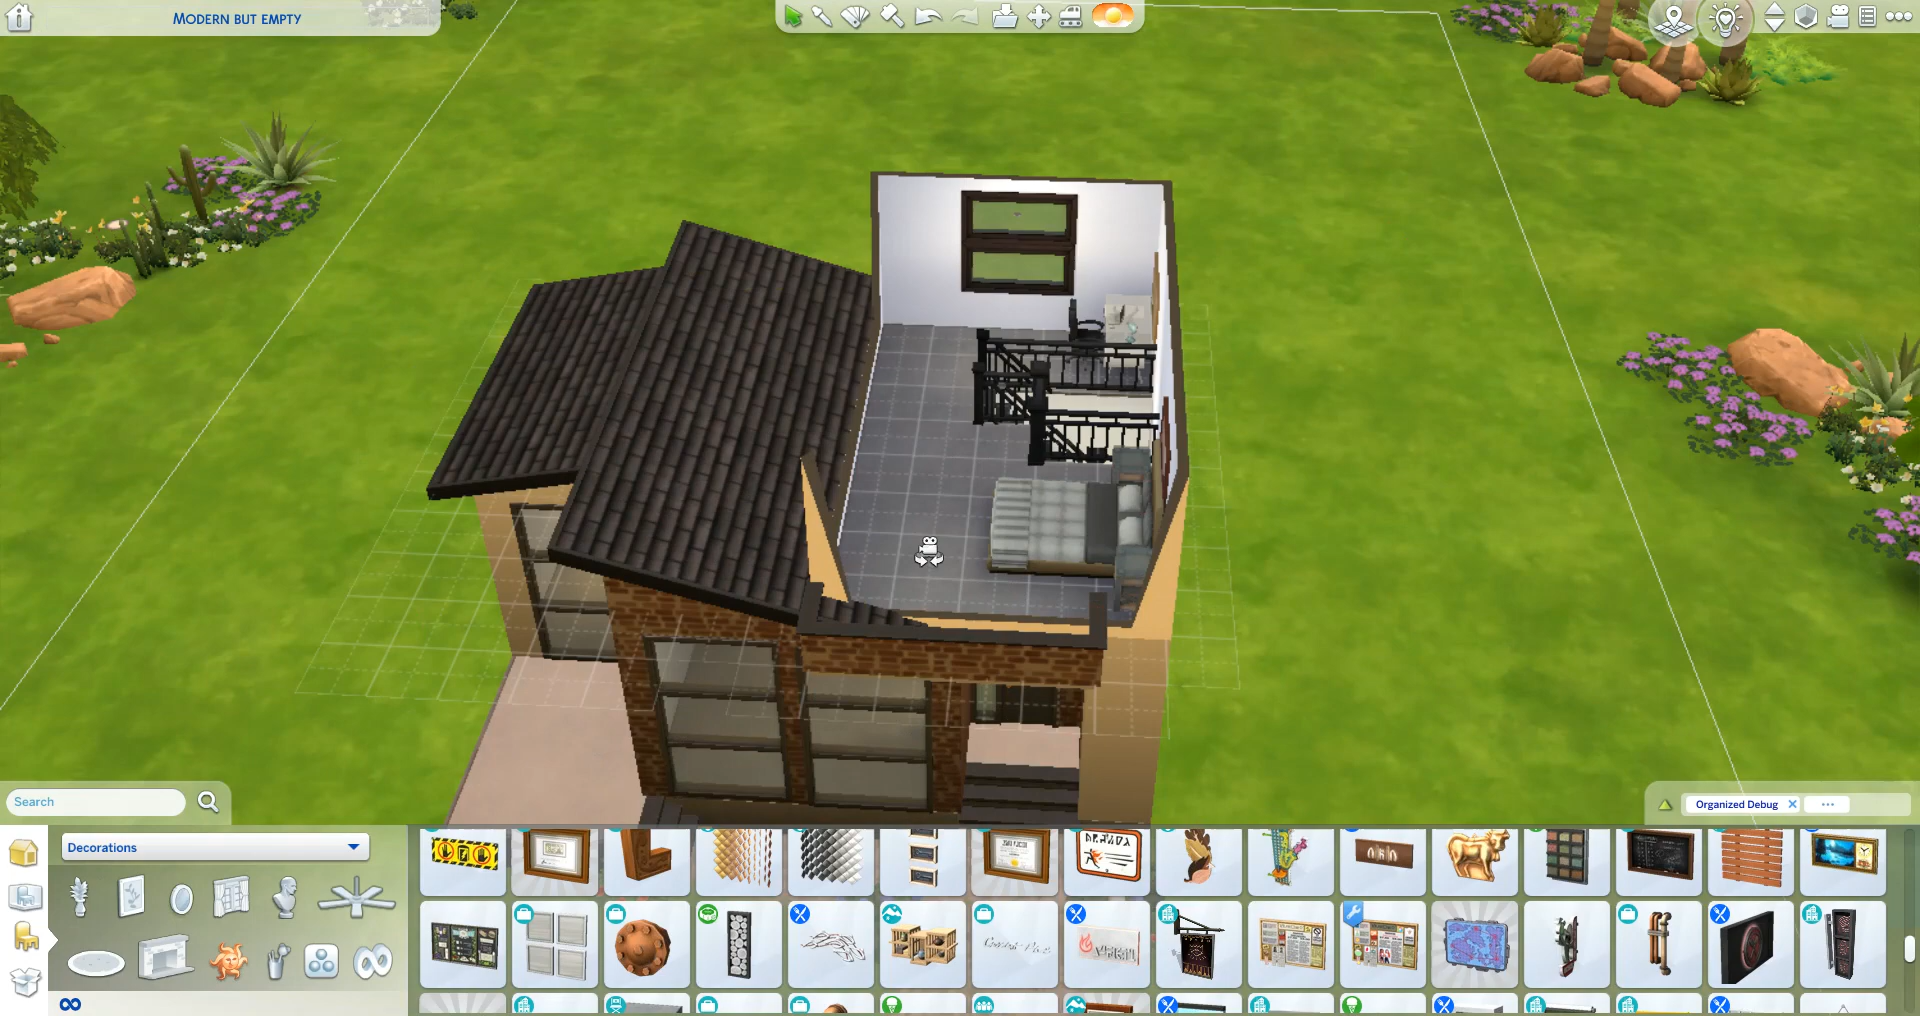 Modern but empty
Search
Organized Debug
Decorations